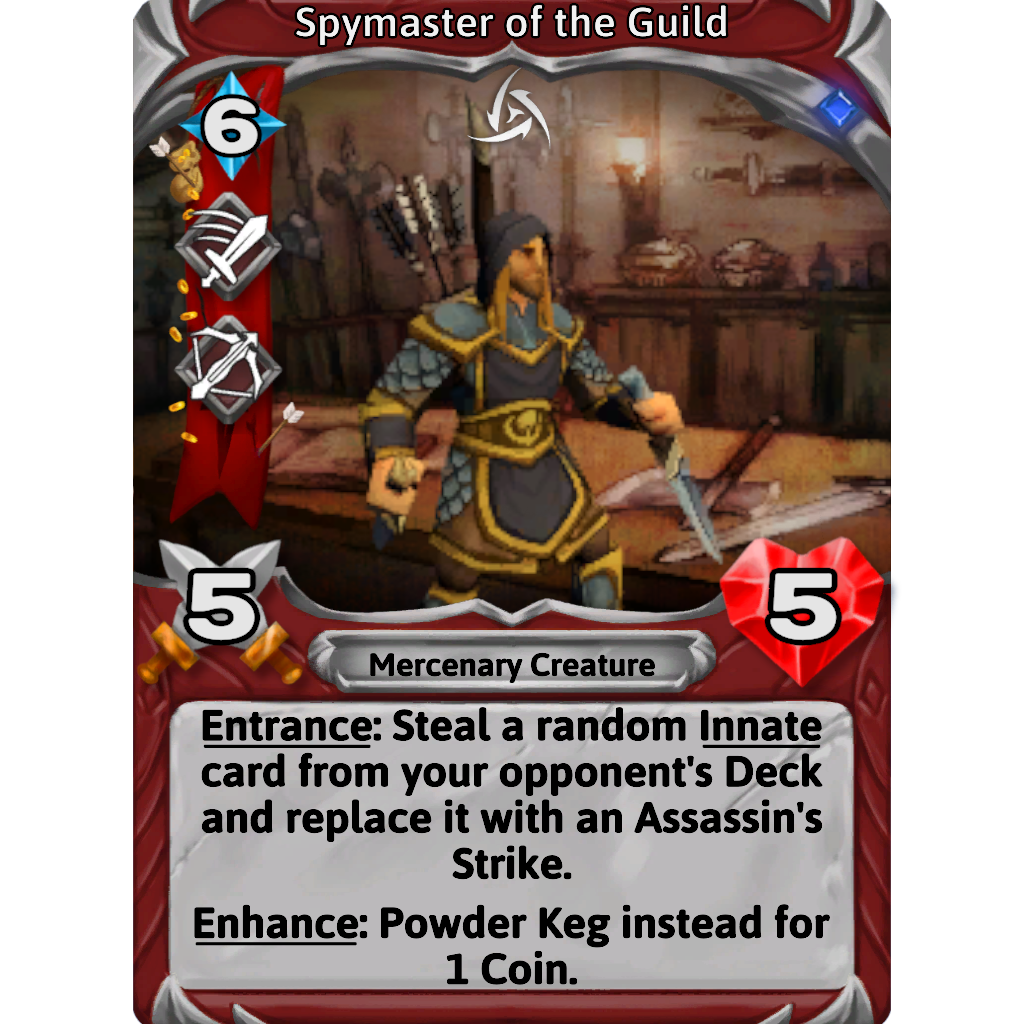 Spymaster of the Guild
6
5
5
Mercenary Creature
Entrance: Steal a random Innate
card from your opponent's Deck
and replace it with an Assassin's
Strike.
Enhance: Powder Keg instead for
1 Coin.